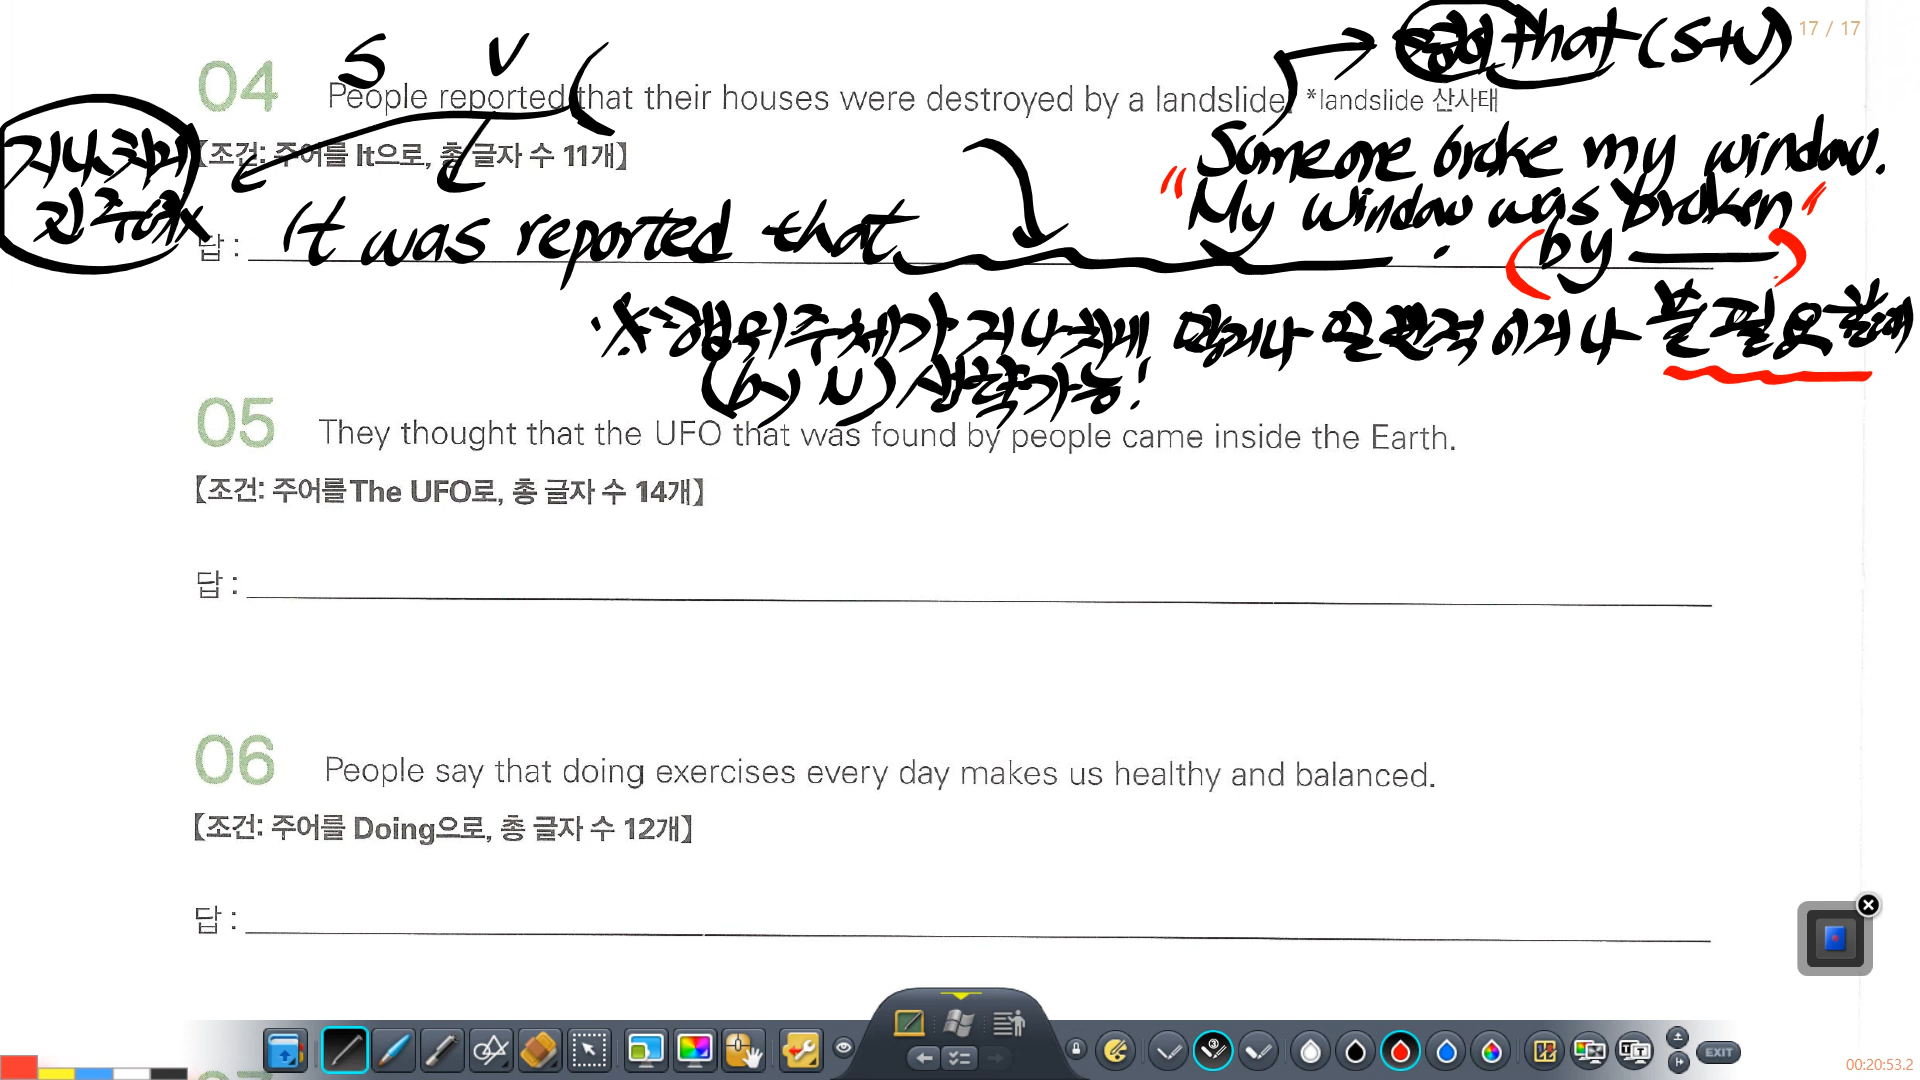 that (S+V)
17 / 17
S V
04 People reported that their houses were destroyed by a landslide. *landslide 산사태
【조건: 주어를 It으로, 총 글자 수 11개】
지나치게
Someone broke my window.
"My window was broken"
(by ____)
답 : It was reported that ____.
※행위주체가 지나치게 많거나 일반적이거나 불필요할때
(by N) 생략가능!
05 They thought that the UFO that was found by people came inside the Earth.
【조건: 주어를 The UFO로, 총 글자 수 14개】
답 :
06 People say that doing exercises every day makes us healthy and balanced.
【조건: 주어를 Doing으로, 총 글자 수 12개】
답 :
EXIT
00:20:53.2